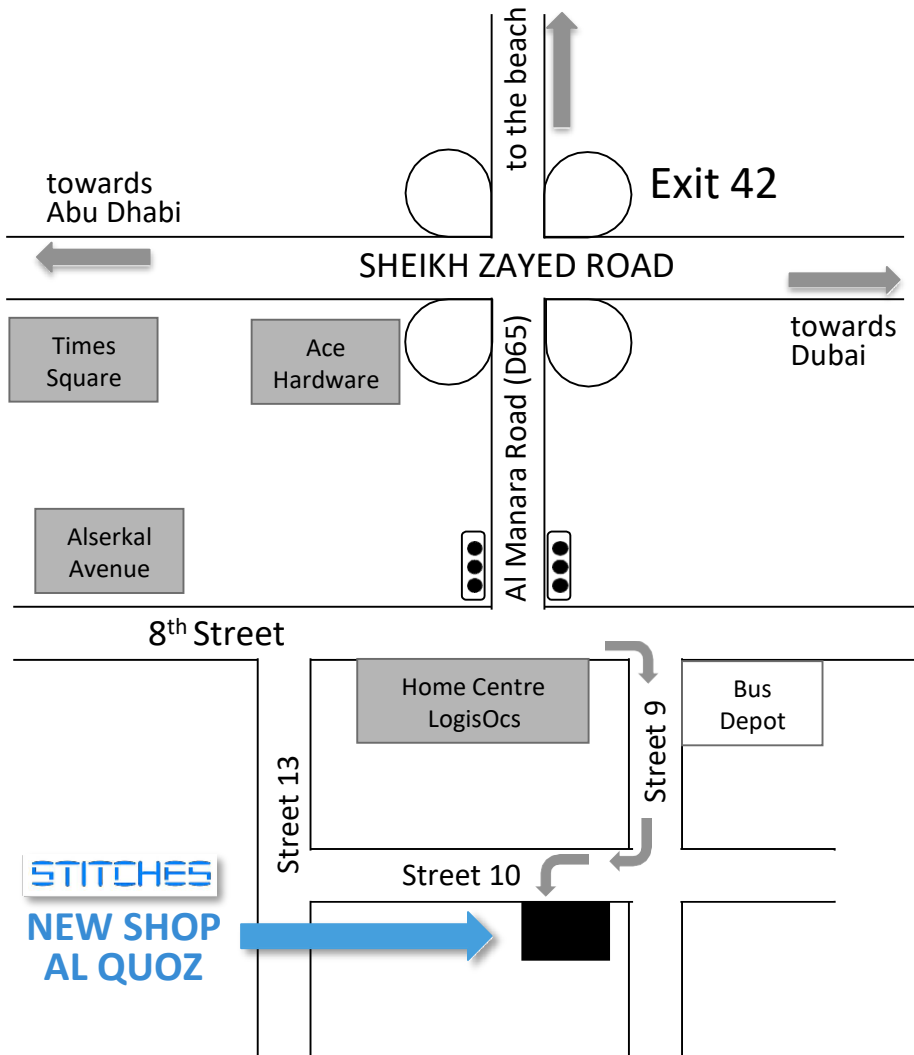 to the beach
Exit 42
towards
Abu Dhabi
SHEIKH ZAYED ROAD
towards
Dubai
Times
Square
Ace
Hardware
Al Manara Road (D65)
Alserkal
Avenue
8th Street
Home Centre
LogisOcs
Bus
Depot
Street 9
Street 13
Street 10
STITCHES
NEW SHOP
AL QUOZ